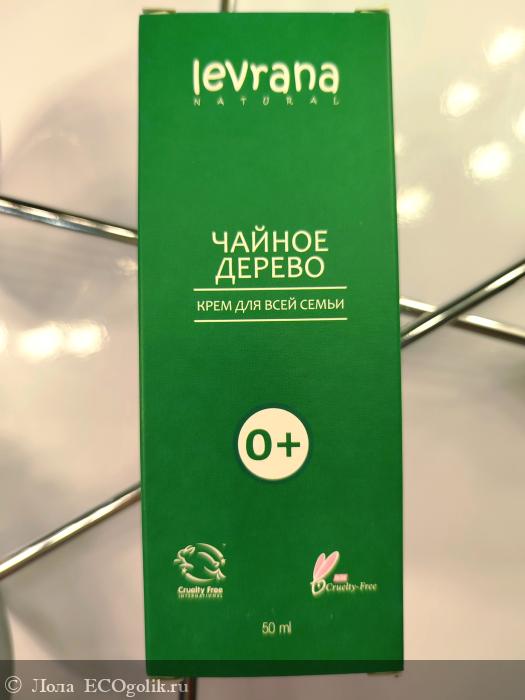 levrana
NATURAL
ЧАЙНОЕ
ДЕРЕВО
КРЕМ ДЛЯ ВСЕЙ СЕМЬИ
0+
Cruelty Free
INTERNATIONAL
Cruelty-Free
50 ml
© Лола ECOgolik.ru